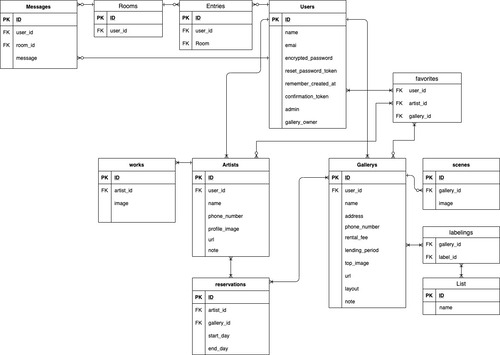 Messages
PK ID
FK user_id
FK room_id
message
Rooms
PK ID
FK user_id
Entries
PK ID
FK user_id
FK Room
Users
PK ID
name
emai
encrypted_password
reset_password_token
remember_created_at
confirmation_token
admin
gallery_owner
favorites
FK user_id
FK artist_id
FK gallery_id
works
PK ID
FK artist_id
image
Artists
PK ID
FK user_id
name
phone_number
profile_image
url
note
Gallerys
PK ID
FK user_id
name
address
phone_number
rental_fee
lending_period
top_image
url
layout
note
scenes
PK ID
FK gallery_id
image
labelings
FK gallery_id
FK label_id
List
PK ID
name
reservations
PK ID
FK artist_id
FK gallery_id
start_day
end_day